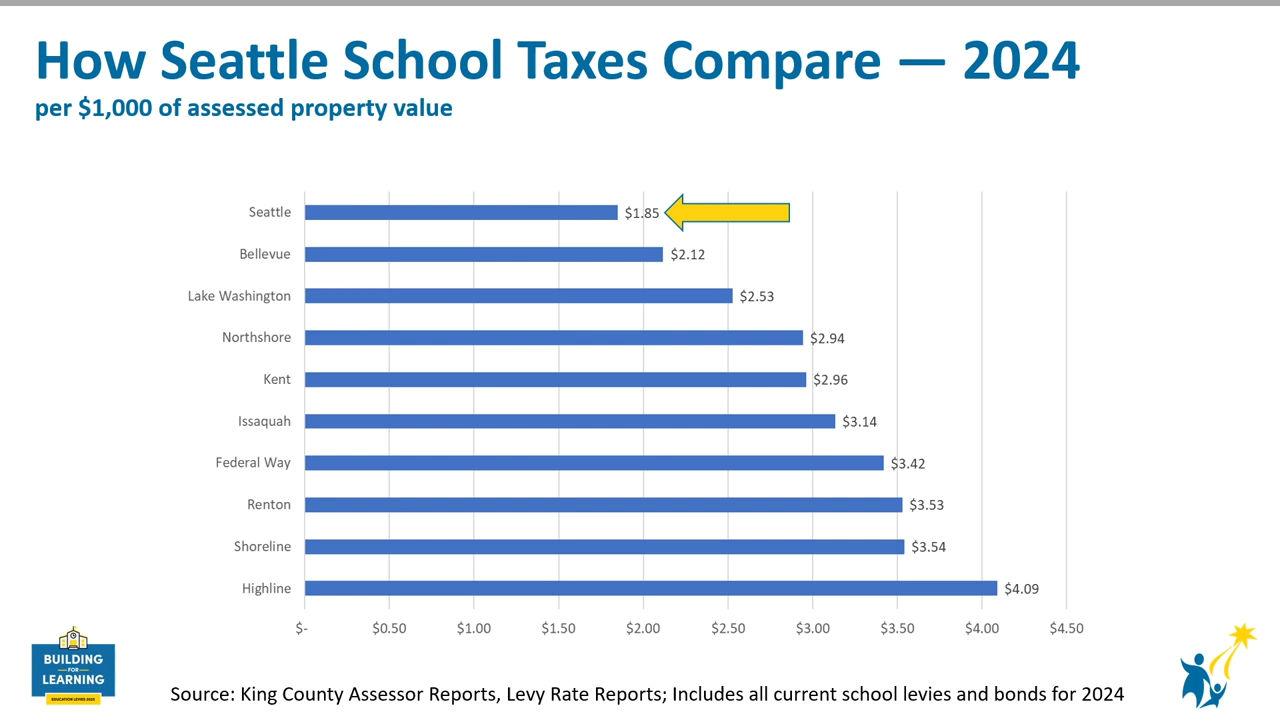 How Seattle School Taxes Compare — 2024
per $1,000 of assessed property value
Seattle $1.85
Bellevue $2.12
Lake Washington $2.53
Northshore $2.94
Kent $2.96
Issaquah $3.14
Federal Way $3.42
Renton $3.53
Shoreline $3.54
Highline $4.09
$- $0.50 $1.00 $1.50 $2.00 $2.50 $3.00 $3.50 $4.00 $4.50
BUILDING
FOR
LEARNING
EDUCATION LEVIES 2025
Source: King County Assessor Reports, Levy Rate Reports; Includes all current school levies and bonds for 2024